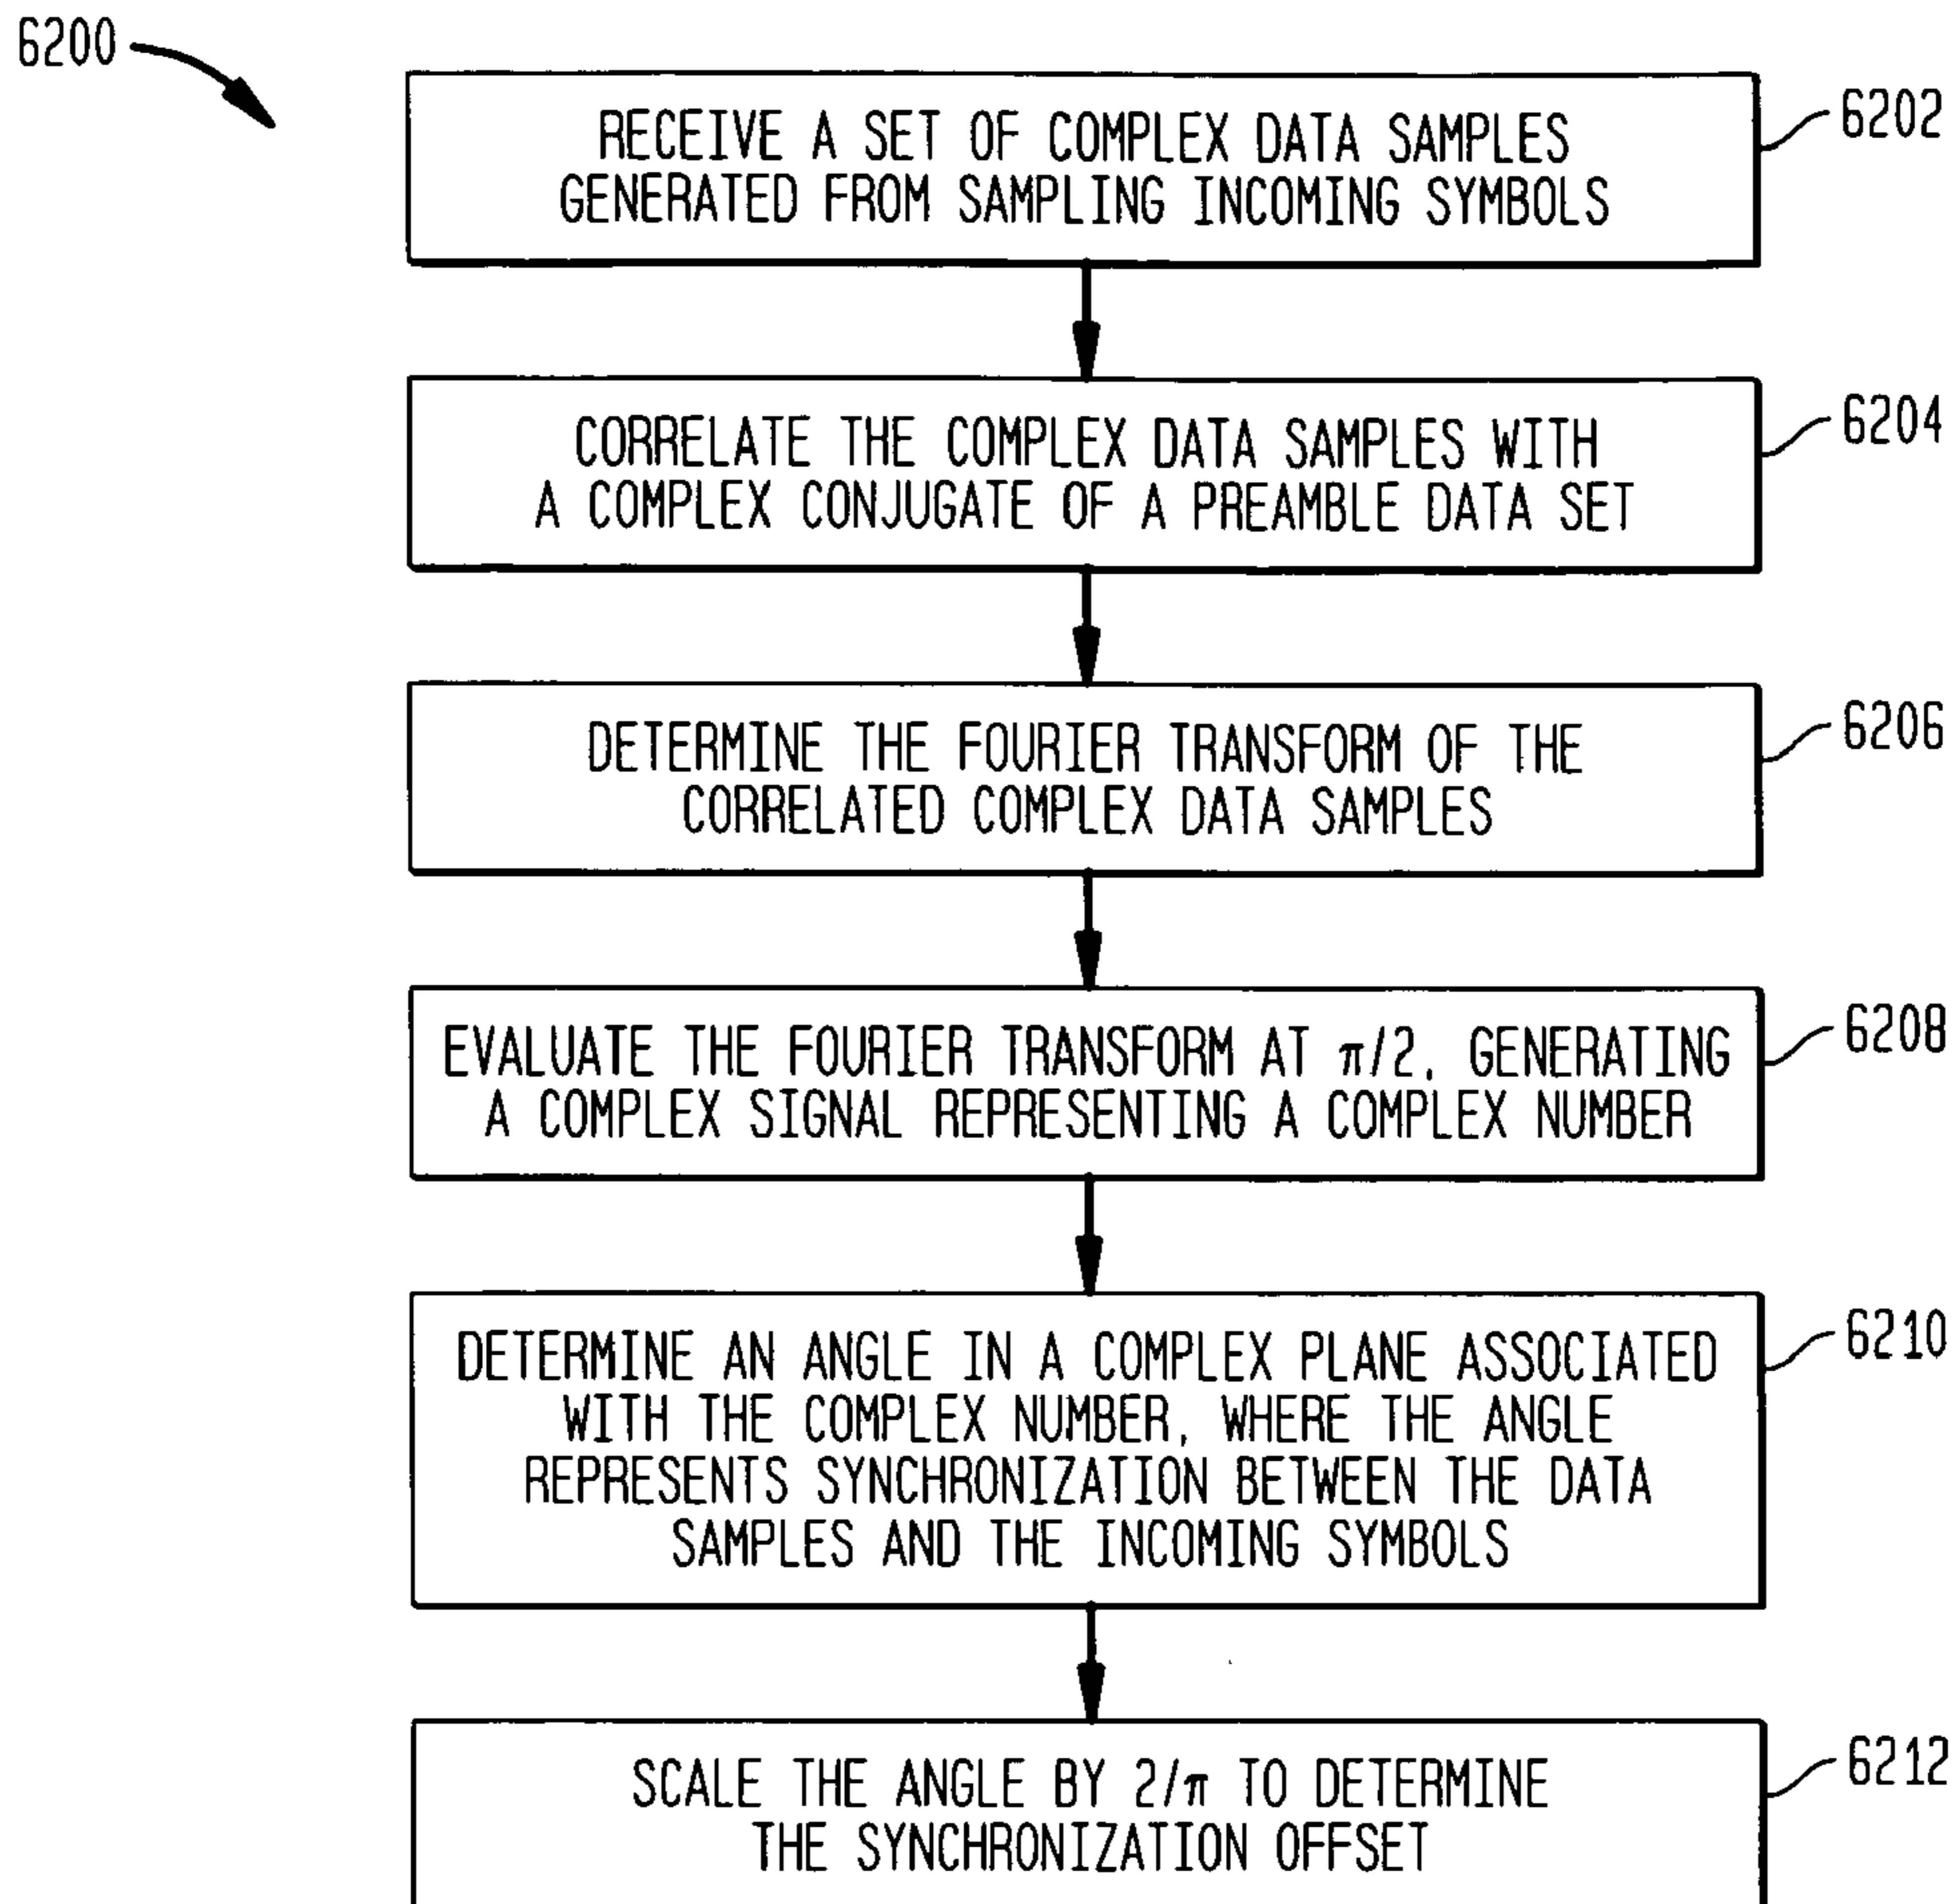 6200
RECEIVE A SET OF COMPLEX DATA SAMPLES
GENERATED FROM SAMPLING INCOMING SYMBOLS
6202
CORRELATE THE COMPLEX DATA SAMPLES WITH
A COMPLEX CONJUGATE OF A PREAMBLE DATA SET
6204
DETERMINE THE FOURIER TRANSFORM OF THE
CORRELATED COMPLEX DATA SAMPLES
6206
EVALUATE THE FOURIER TRANSFORM AT π/2, GENERATING
A COMPLEX SIGNAL REPRESENTING A COMPLEX NUMBER
6208
DETERMINE AN ANGLE IN A COMPLEX PLANE ASSOCIATED
WITH THE COMPLEX NUMBER, WHERE THE ANGLE
REPRESENTS SYNCHRONIZATION BETWEEN THE DATA
SAMPLES AND THE INCOMING SYMBOLS
6210
SCALE THE ANGLE BY 2/π TO DETERMINE
THE SYNCHRONIZATION OFFSET
6212